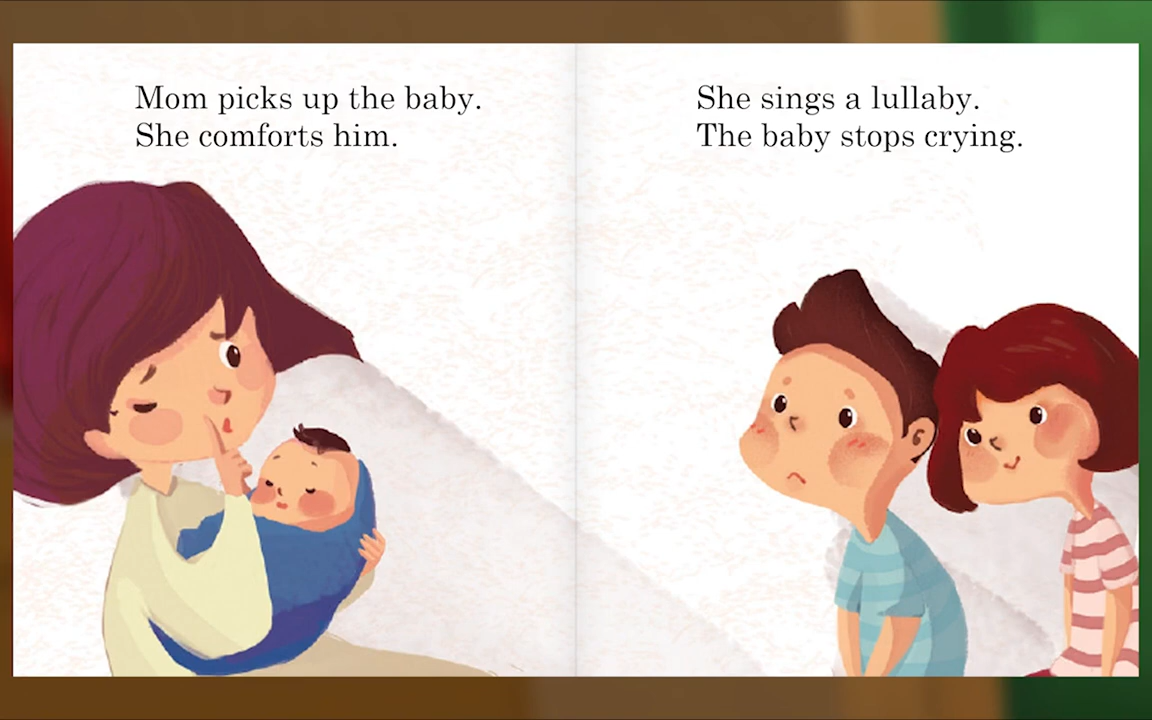 Mom picks up the baby.
She comforts him.
She sings a lullaby.
The baby stops crying.